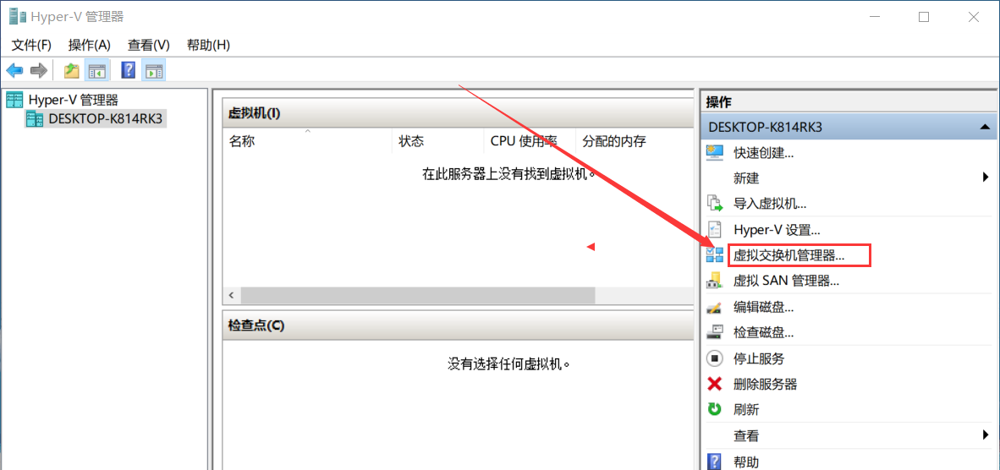 Hyper-V 管理器
文件(F) 操作(A) 查看(V) 帮助(H)
Hyper-V 管理器
DESKTOP-K814RK3
虚拟机(I)
名称 状态 CPU 使用率 分配的内存
在此服务器上没有找到虚拟机。
检查点(C)
没有选择任何虚拟机。
操作
DESKTOP-K814RK3
快速创建...
新建
导入虚拟机...
Hyper-V 设置...
虚拟交换机管理器...
虚拟 SAN 管理器...
编辑磁盘...
检查磁盘...
停止服务
删除服务器
刷新
查看
帮助